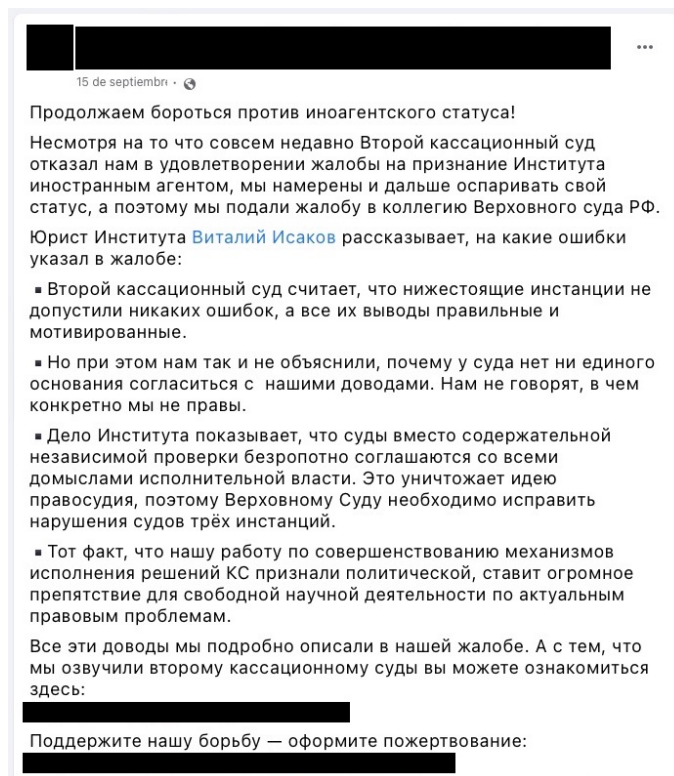 15 de septiembre ·
Продолжаем бороться против иноагентского статуса!
Несмотря на то что совсем недавно Второй кассационный суд
отказал нам в удовлетворении жалобы на признание Института
иностранным агентом, мы намерены и дальше оспаривать свой
статус, а поэтому мы подали жалобу в коллегию Верховного суда РФ.
Юрист Института Виталий Исаков рассказывает, на какие ошибки
указал в жалобе:
▪Второй кассационный суд считает, что нижестоящие инстанции не
допустили никаких ошибок, а все их выводы правильные и
мотивированные.
▪Но при этом нам так и не объяснили, почему у суда нет ни единого
основания согласиться с нашими доводами. Нам не говорят, в чем
конкретно мы не правы.
▪Дело Института показывает, что суды вместо содержательной
независимой проверки безропотно соглашаются со всеми
домыслами исполнительной власти. Это уничтожает идею
правосудия, поэтому Верховному Суду необходимо исправить
нарушения судов трёх инстанций.
▪Тот факт, что нашу работу по совершенствованию механизмов
исполнения решений КС признали политической, ставит огромное
препятствие для свободной научной деятельности по актуальным
правовым проблемам.
Все эти доводы мы подробно описали в нашей жалобе. А с тем, что
мы озвучили второму кассационному суды вы можете ознакомиться
здесь:
Поддержите нашу борьбу — оформите пожертвование: